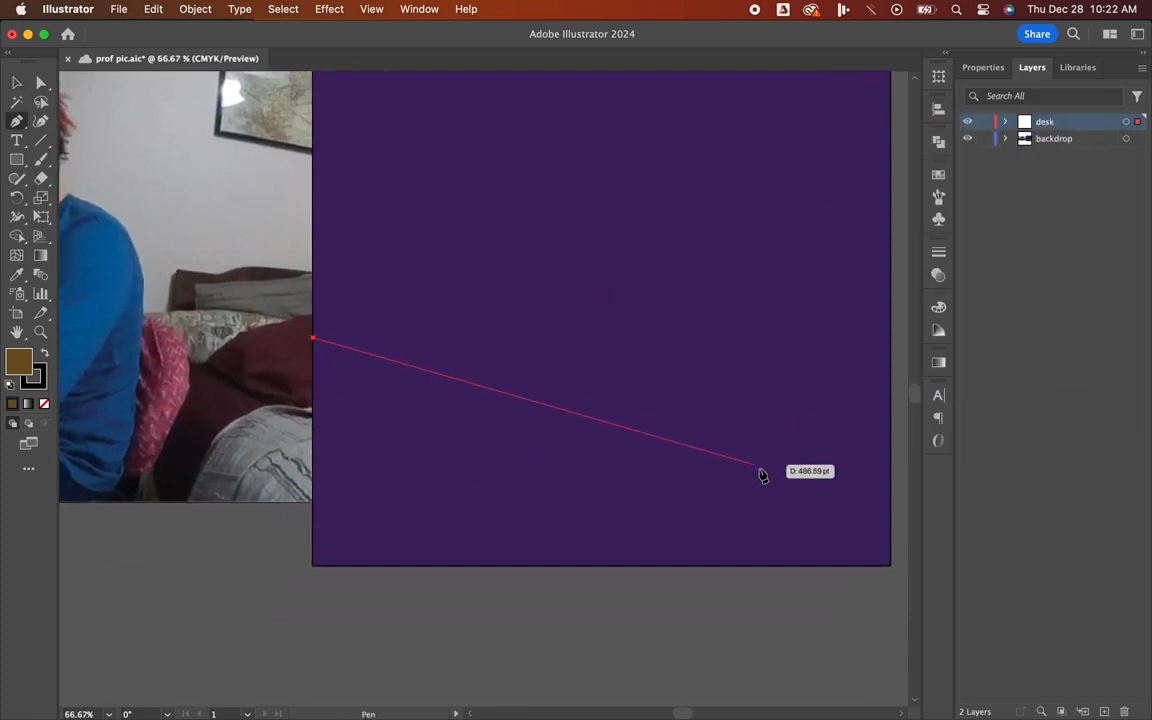 Illustrator File Edit Object Type Select Effect View Window Help Thu Dec 28 10:22 AM
Adobe Illustrator 2024 Share
prof pic.aic* @ 66.67 % (CMYK/Preview)
Properties Layers Libraries
Search All
desk
backdrop
D: 486.59 pt
66.67% 0° 1 Pen 2 Layers